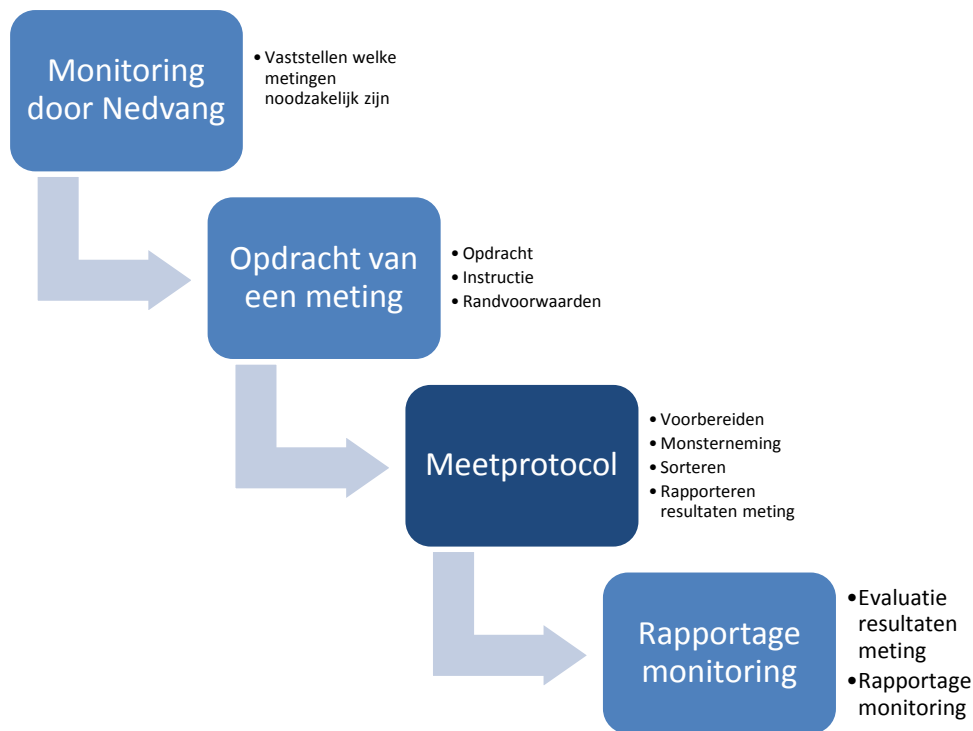 Monitoring
door Nedvang
• Vaststellen welke
metingen
noodzakelijk zijn
Opdracht van
een meting
• Opdracht
• Instructie
• Randvoorwaarden
Meetprotocol
• Voorbereiden
• Monsterneming
• Sorteren
• Rapporteren
resultaten meting
Rapportage
monitoring
• Evaluatie
resultaten
meting
• Rapportage
monitoring